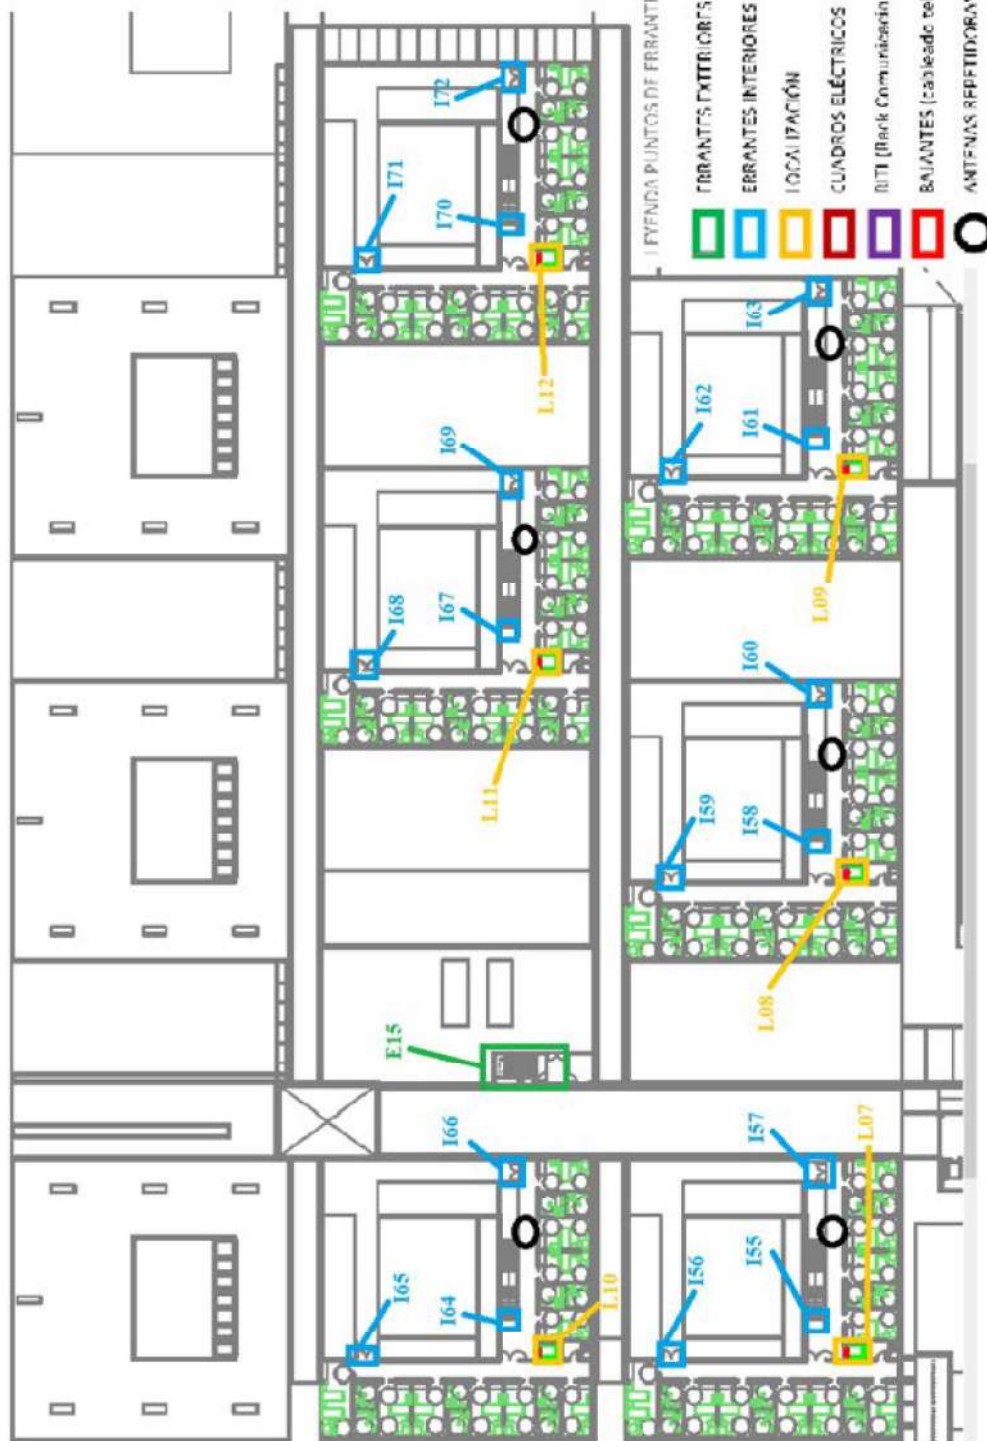 LEYENDA PUNTOS DE
ERRANTES EXTERIORES
ERRANTES INTERIORES
LOCALIZACIÓN
CUADROS ELÉCTRICOS
RITI (Rack
BAJANTES (cableado
ANTENAS REPETIDORAS
I72
I71
I70
L12
I69
I68
I67
L11
E15
I66
I65
I64
L10
I63
I62
I61
L09
I60
I59
I58
L08
I57
L07
I56
I55